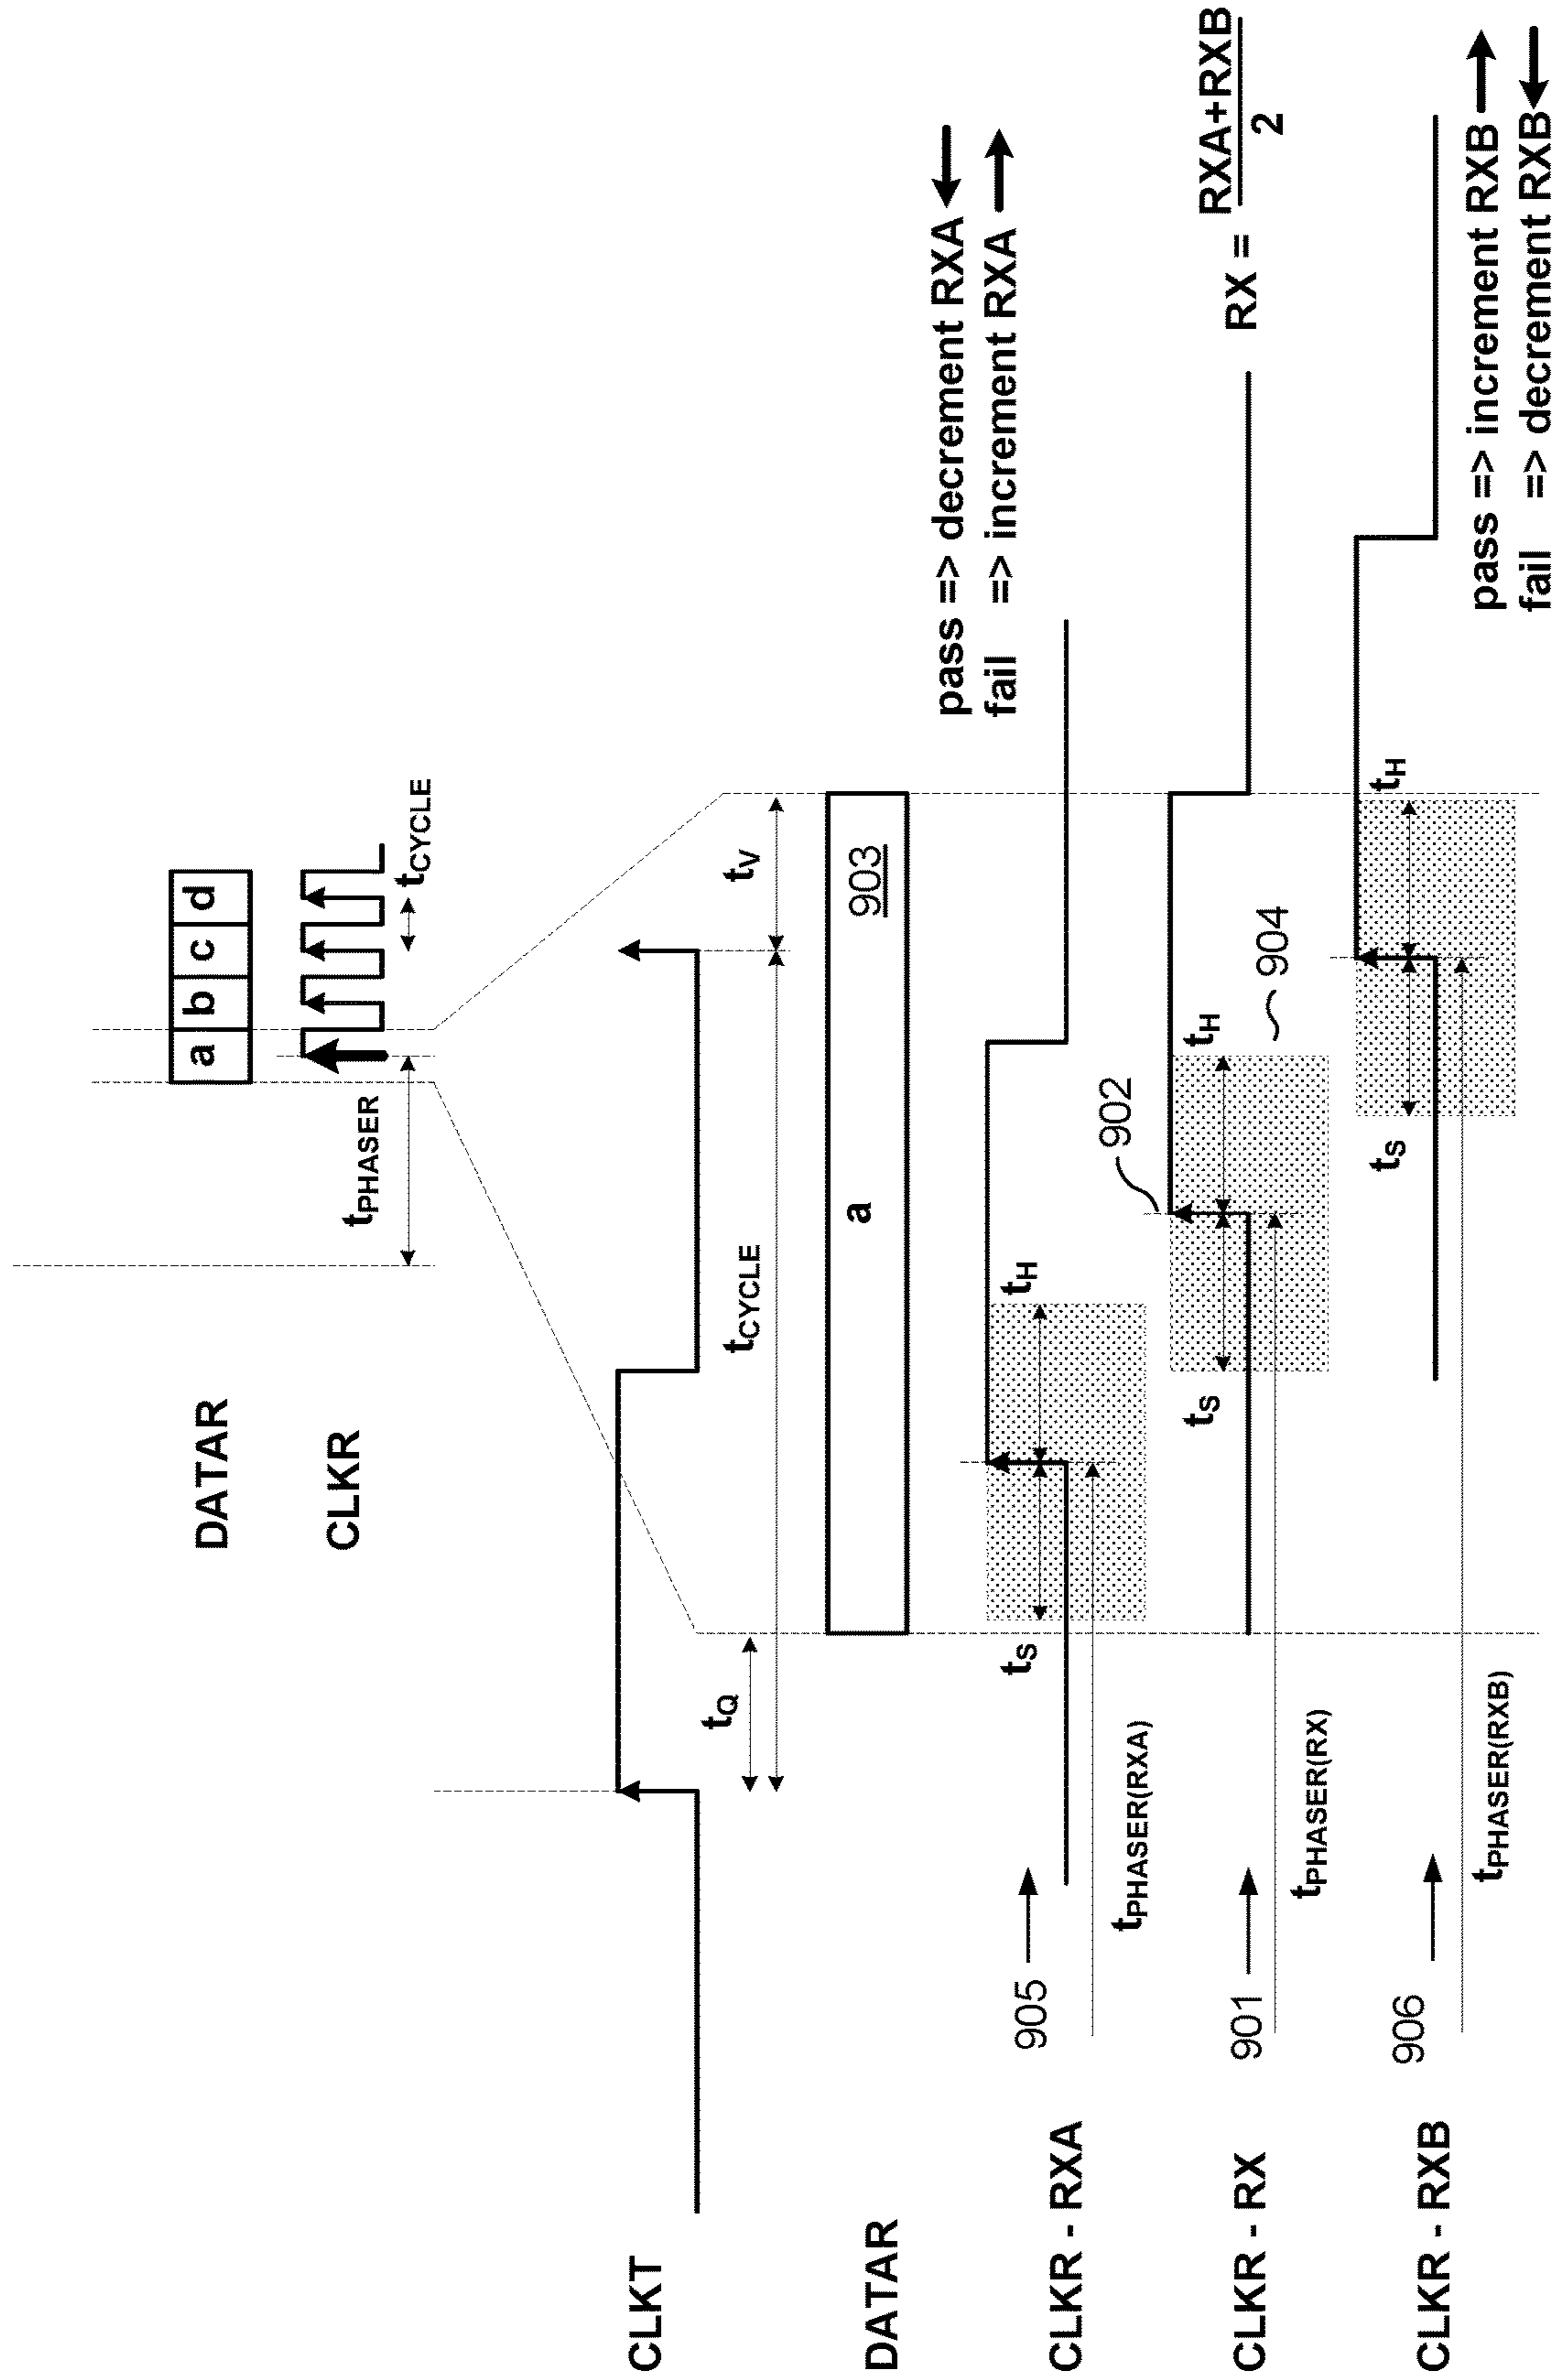 DATAR
a b c d
CLKR
tPHASER
tCYCLE
CLKT
tQ
tCYCLE
tV
DATAR
a
903
pass => decrement RXA
fail => increment RXA
CLKR - RXA
905
tS
tH
tPHASER(RXA)
902
CLKR - RX
901
tS
tH
904
RX = RXA+RXB
2
tPHASER(RX)
CLKR - RXB
906
tS
tH
tPHASER(RXB)
pass => increment RXB
fail => decrement RXB